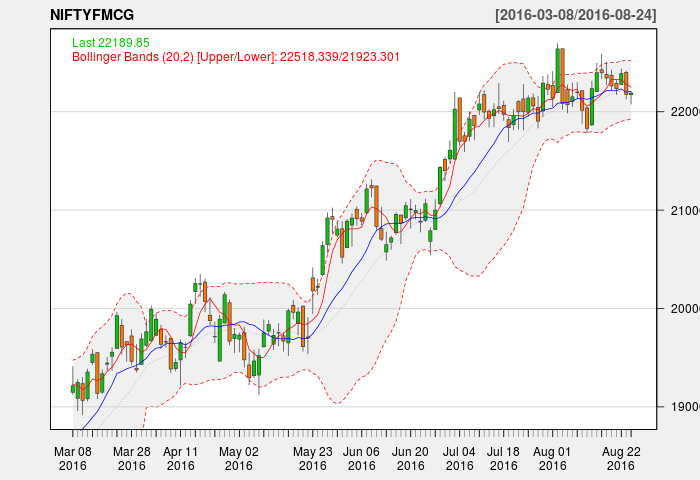 NIFTYFMCG [2016-03-08/2016-08-24]
Last 22189.85
Bollinger Bands (20,2) [Upper/Lower]: 22518.339/21923.301
22000
21000
20000
19000
Mar 08 Mar 28 Apr 11 May 02 May 23 Jun 06 Jun 20 Jul 04 Jul 18 Aug 01 Aug 22
2016 2016 2016 2016 2016 2016 2016 2016 2016 2016 2016